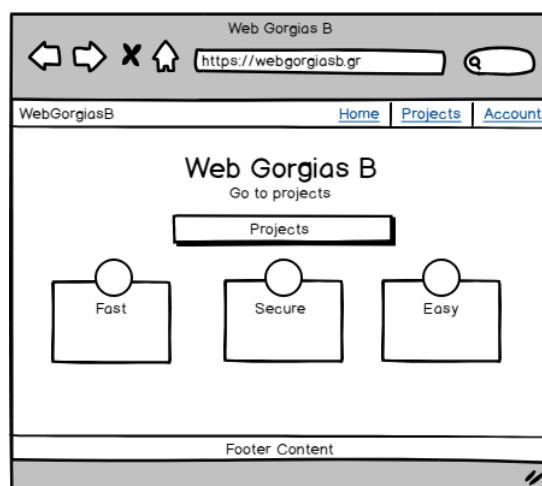 Web Gorgias B
https://webgorgiasb.gr
WebGorgiasB Home Projects Account
Web Gorgias B
Go to projects
Projects
Fast Secure Easy
Footer Content